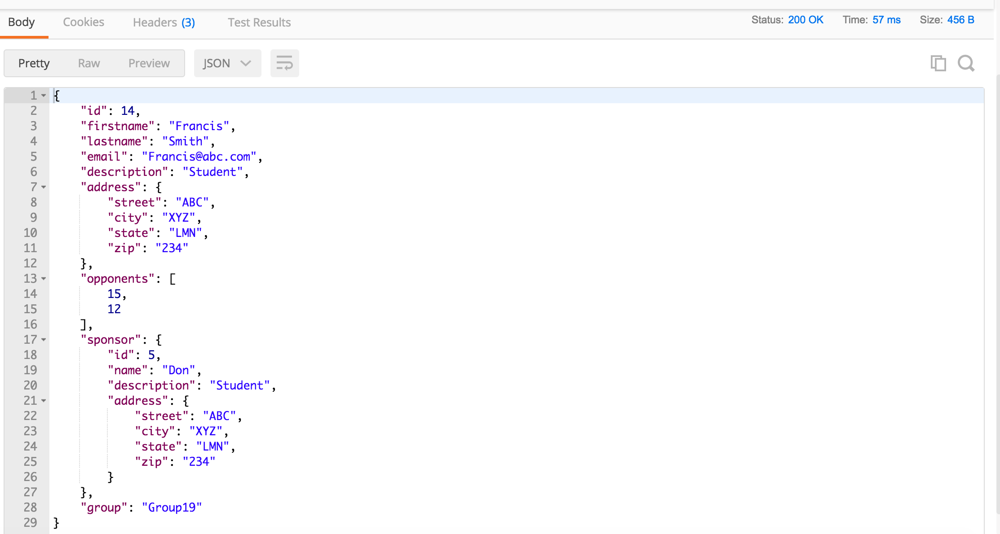 Body Cookies Headers (3) Test Results Status: 200 OK Time: 57 ms Size: 456 B
Pretty Raw Preview JSON
1 {
2 "id": 14,
3 "firstname": "Francis",
4 "lastname": "Smith",
5 "email": "Francis@abc.com",
6 "description": "Student",
7 "address": {
8 "street": "ABC",
9 "city": "XYZ",
10 "state": "LMN",
11 "zip": "234"
12 },
13 "opponents": [
14 15,
15 12
16 ],
17 "sponsor": {
18 "id": 5,
19 "name": "Don",
20 "description": "Student",
21 "address": {
22 "street": "ABC",
23 "city": "XYZ",
24 "state": "LMN",
25 "zip": "234"
26 }
27 },
28 "group": "Group19"
29 }